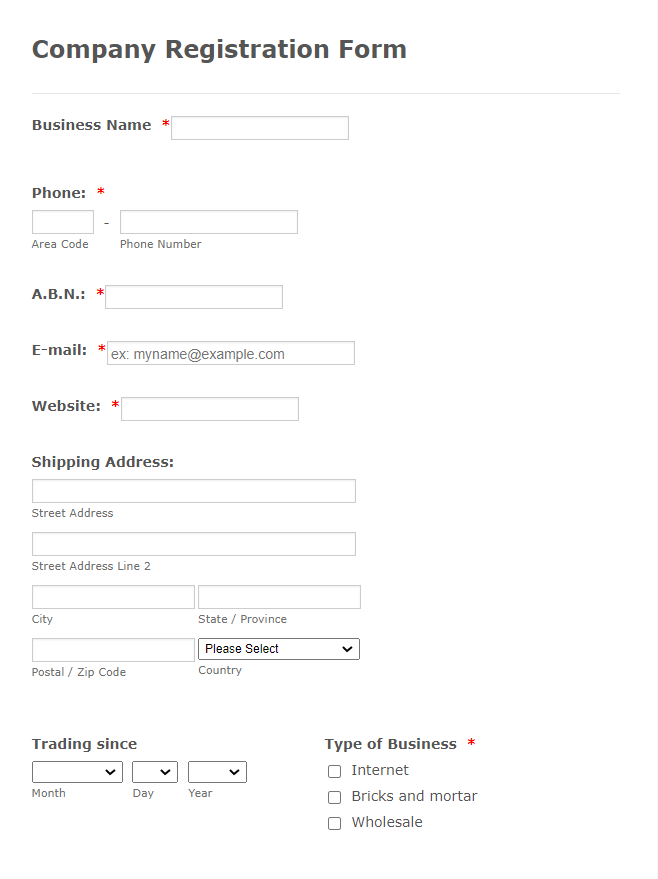 Company Registration Form
Business Name *
Phone: *
-
Area Code Phone Number
A.B.N.: *
E-mail: * ex: myname@example.com
Website: *
Shipping Address:
Street Address
Street Address Line 2
City State / Province
Please Select
Postal / Zip Code Country
Trading since
Month Day Year
Type of Business *
Internet
Bricks and mortar
Wholesale